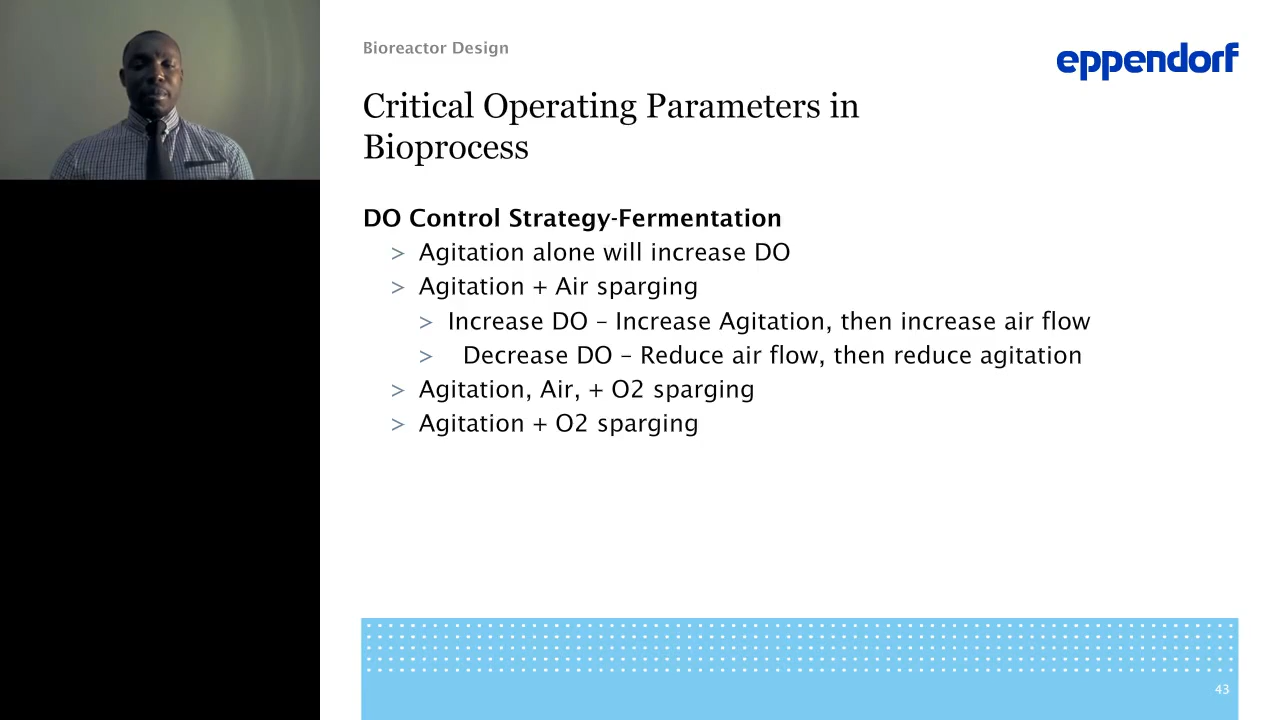 Bioreactor Design
eppendorf
Critical Operating Parameters in
Bioprocess
DO Control Strategy-Fermentation
> Agitation alone will increase DO
> Agitation + Air sparging
> Increase DO – Increase Agitation, then increase air flow
> Decrease DO – Reduce air flow, then reduce agitation
> Agitation, Air, + O2 sparging
> Agitation + O2 sparging
43